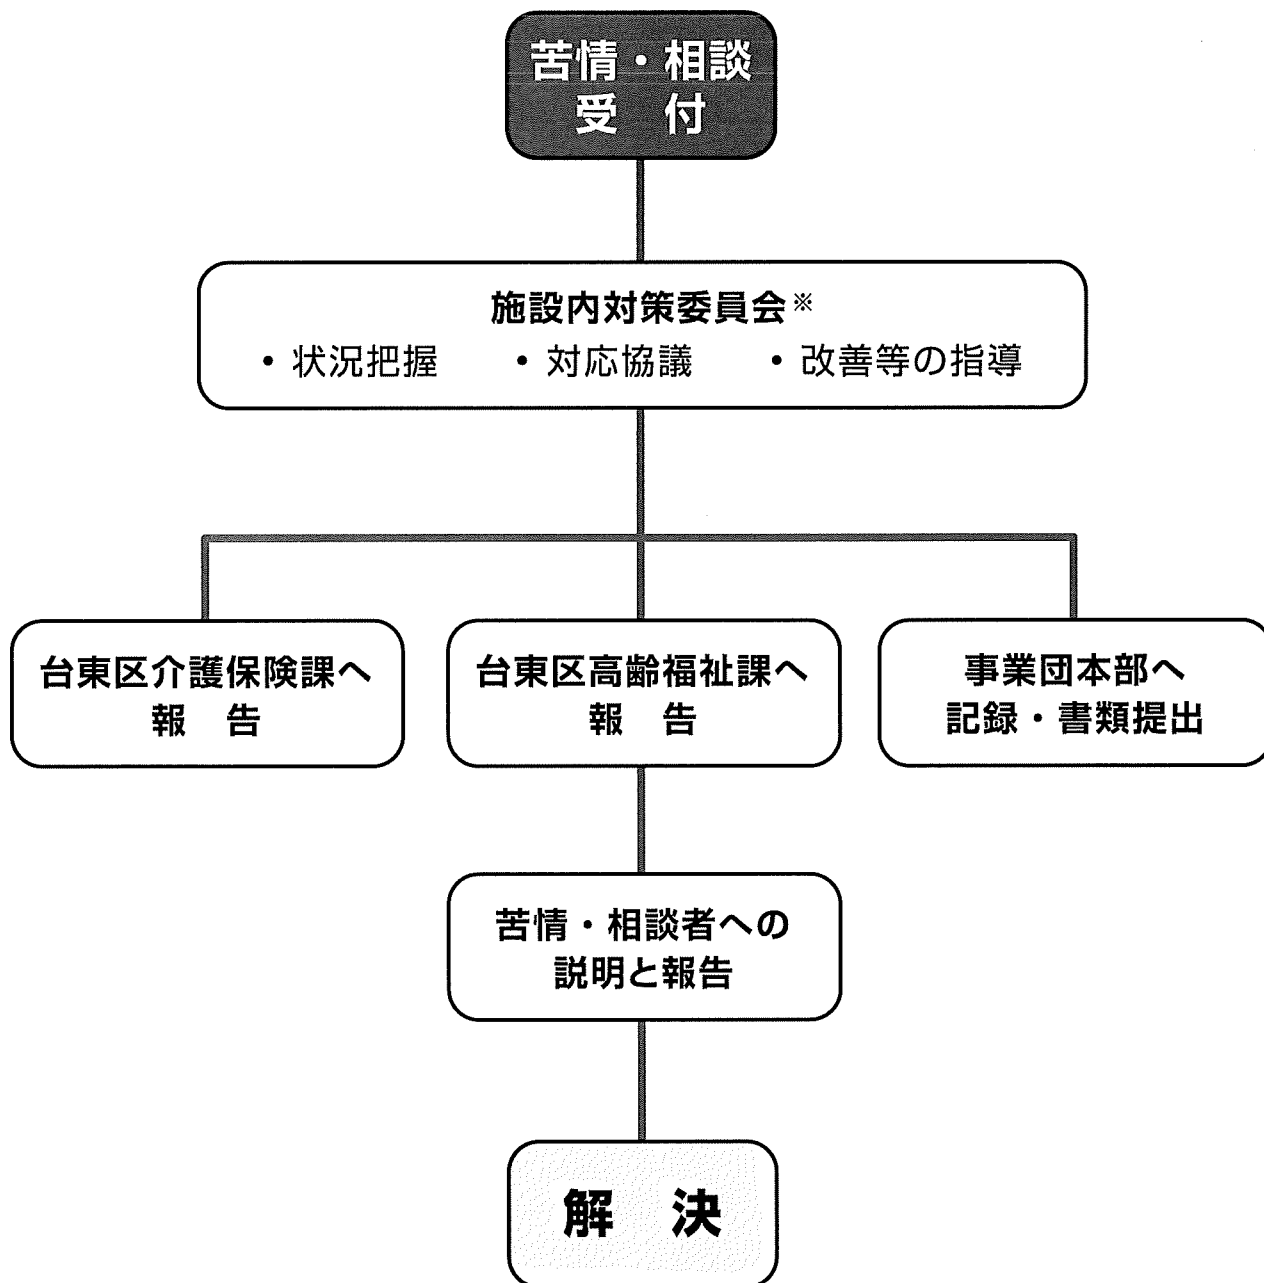 苦情・相談
受　付
施設内対策委員会※
• 状況把握　• 対応協議　• 改善等の指導
台東区介護保険課へ
報　告
台東区高齢福祉課へ
報　告
事業団本部へ
記録・書類提出
苦情・相談者への
説明と報告
解　決